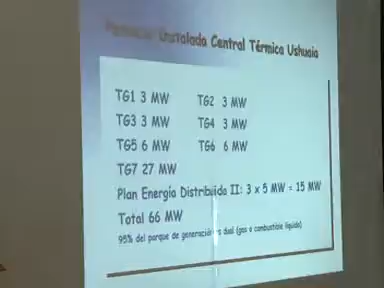 Potencia Instalada Central Térmica Ushuaia
TG1 3 MW TG2 3 MW
TG3 3 MW TG4 3 MW
TG5 6 MW TG6 6 MW
TG7 27 MW
Plan Energía Distribuida II: 3 x 5 MW = 15 MW
Total 66 MW
95% del parque de generación es dual (gas o combustible líquido)